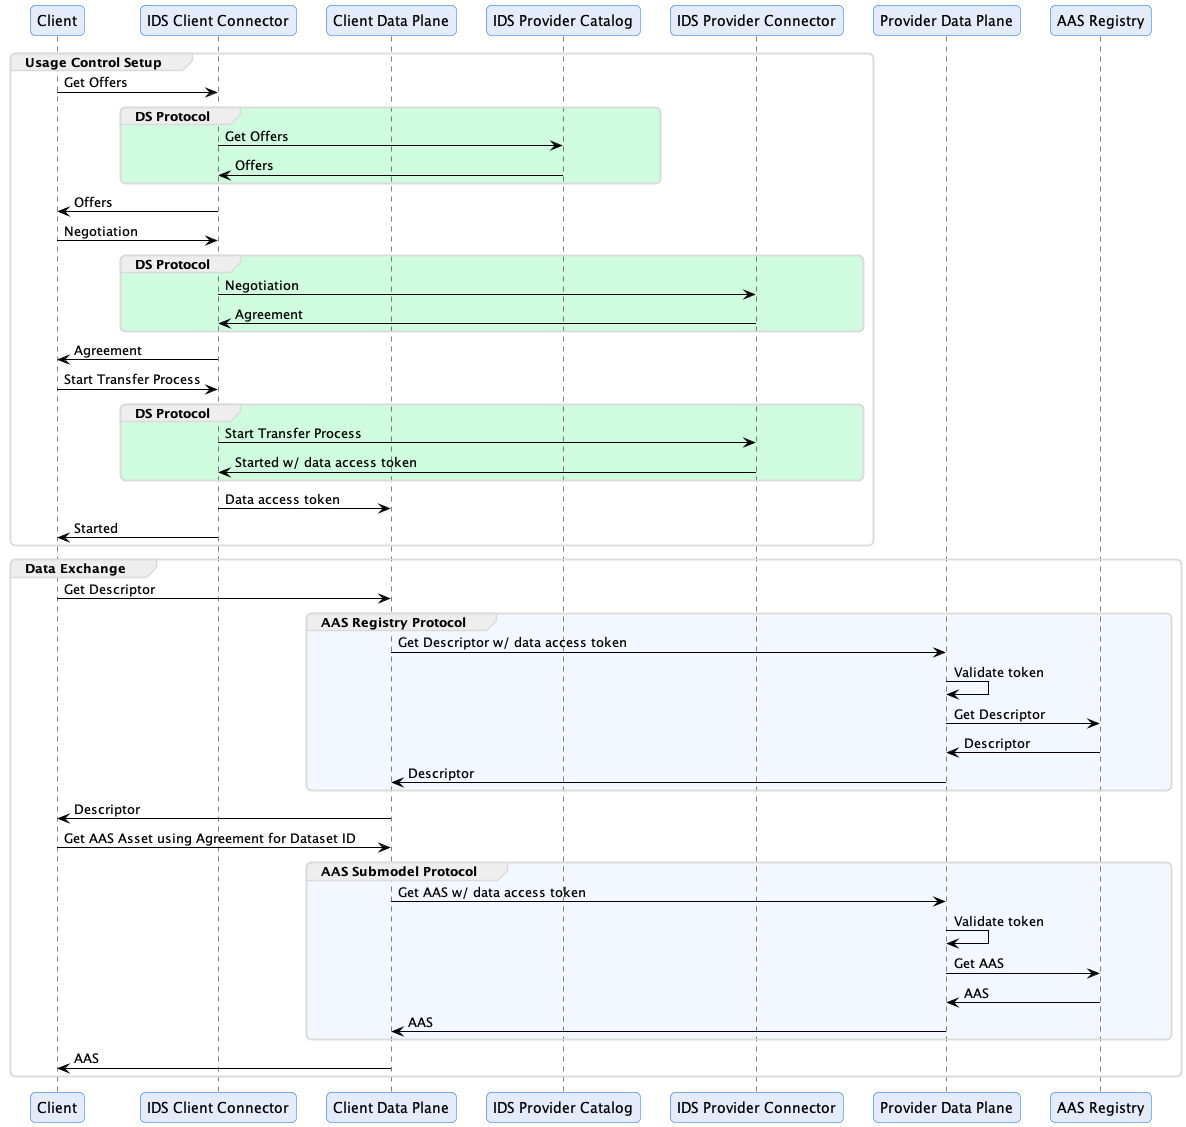 Client IDS Client Connector Client Data Plane IDS Provider Catalog IDS Provider Connector Provider Data Plane AAS Registry
Usage Control Setup
Get Offers
DS Protocol
Get Offers
Offers
Offers
Negotiation
DS Protocol
Negotiation
Agreement
Agreement
Start Transfer Process
DS Protocol
Start Transfer Process
Started w/ data access token
Data access token
Started
Data Exchange
Get Descriptor
AAS Registry Protocol
Get Descriptor w/ data access token
Validate token
Get Descriptor
Descriptor
Descriptor
Descriptor
Get AAS Asset using Agreement for Dataset ID
AAS Submodel Protocol
Get AAS w/ data access token
Validate token
Get AAS
AAS
AAS
AAS
Client IDS Client Connector Client Data Plane IDS Provider Catalog IDS Provider Connector Provider Data Plane AAS Registry